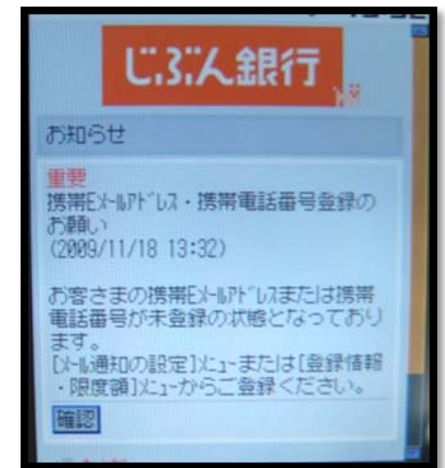 じぶん銀行
お知らせ
重要
携帯Eﾒｰﾙｱﾄﾞﾚｽ・携帯電話番号登録の
お願い
(2009/11/18 13:32)
お客さまの携帯Eﾒｰﾙｱﾄﾞﾚｽまたは携帯
電話番号が未登録の状態となっており
ます。
[ﾒｰﾙ通知の設定]ﾒﾆｭｰまたは[登録情報
・限度額]ﾒﾆｭｰからご登録ください。
確認